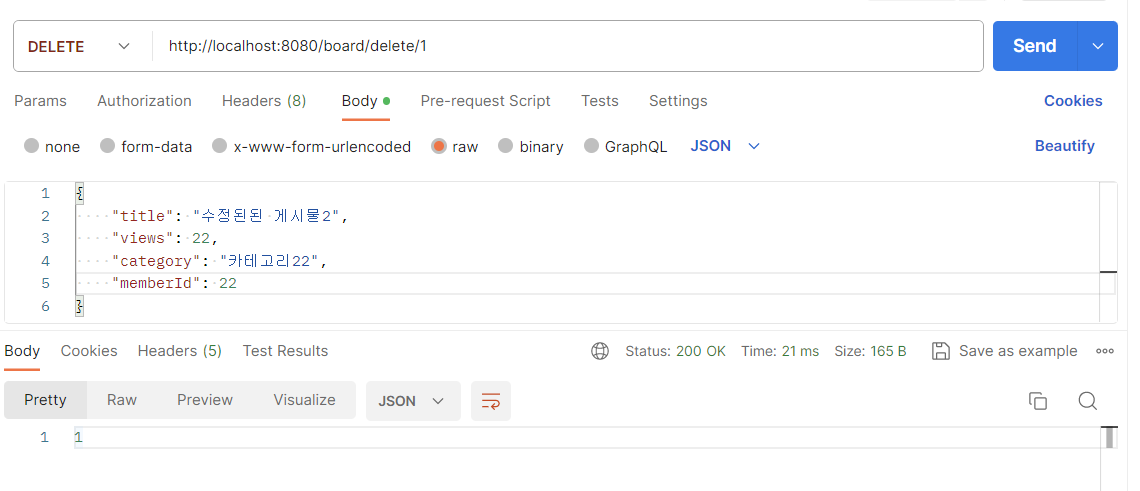 DELETE http://localhost:8080/board/delete/1 Send
Params Authorization Headers (8) Body Pre-request Script Tests Settings Cookies
none form-data x-www-form-urlencoded raw binary GraphQL JSON Beautify
1 {
2 "title": "수정된된 게시물2",
3 "views": 22,
4 "category": "카테고리22",
5 "memberId": 22
6 }
Body Cookies Headers (5) Test Results Status: 200 OK Time: 21 ms Size: 165 B Save as example
Pretty Raw Preview Visualize JSON
1 1